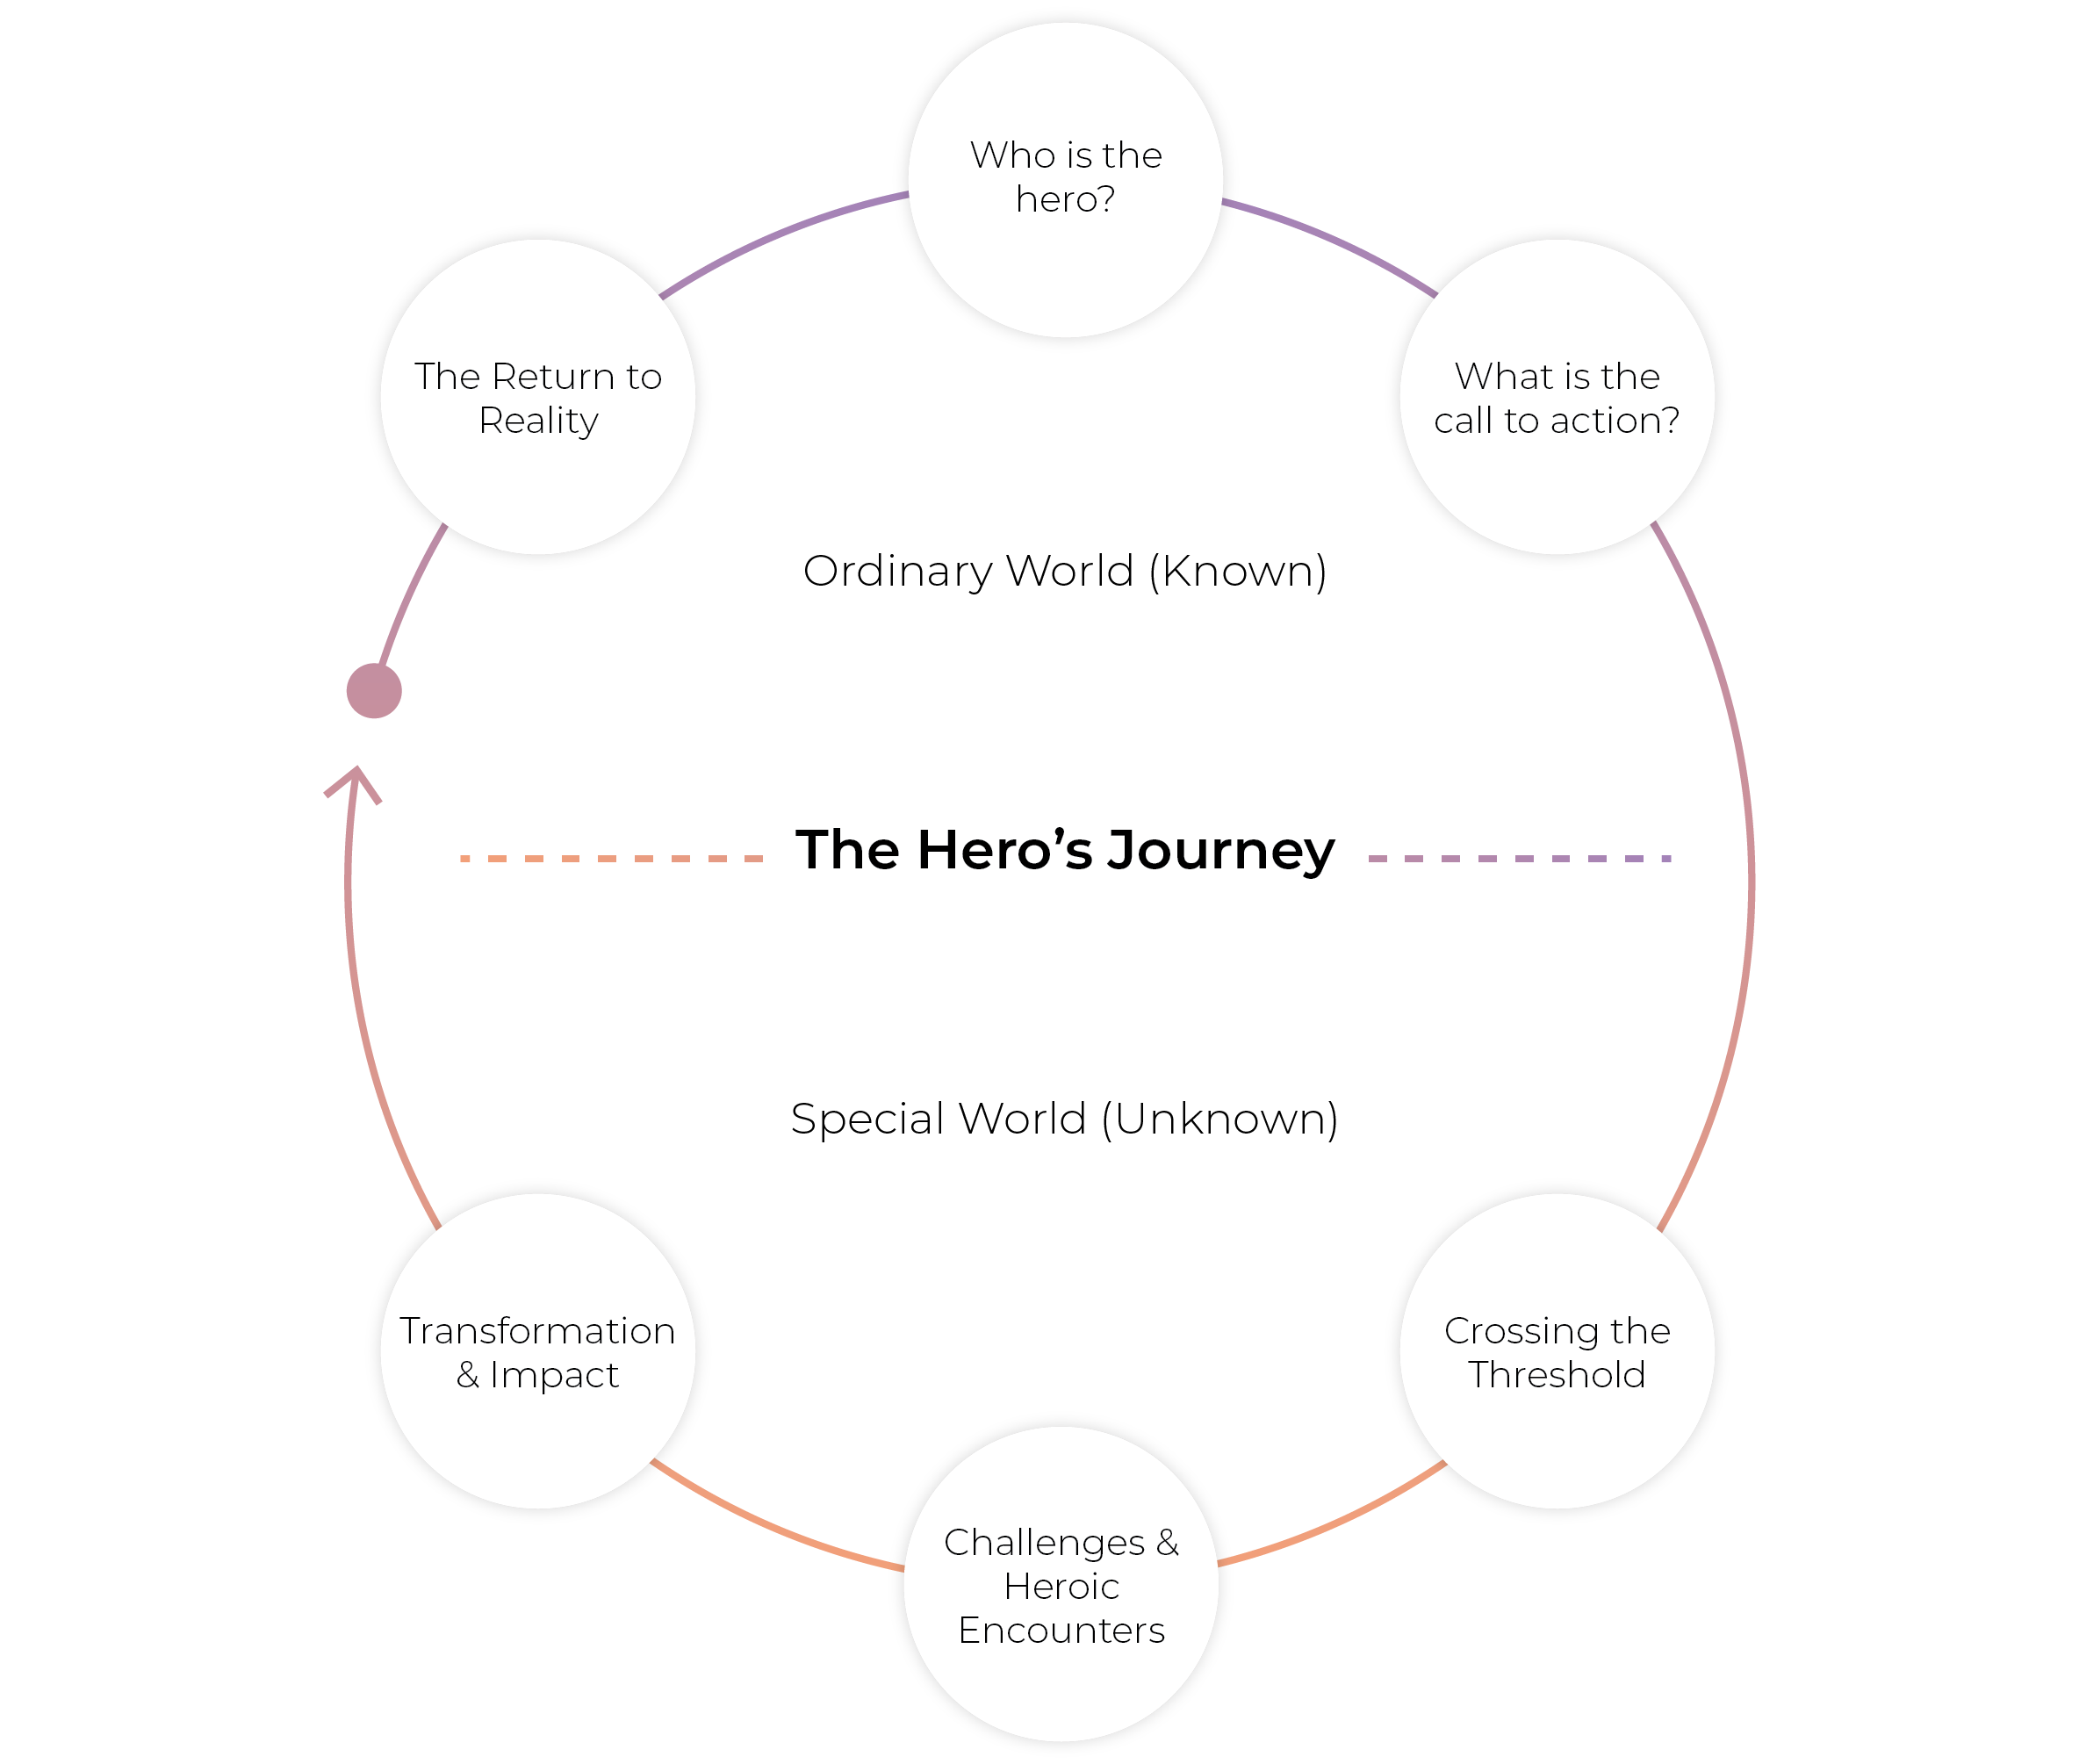 Who is the
hero?
The Return to
Reality
What is the
call to action?
Ordinary World (Known)
The Hero’s Journey
Special World (Unknown)
Transformation
& Impact
Crossing the
Threshold
Challenges &
Heroic
Encounters